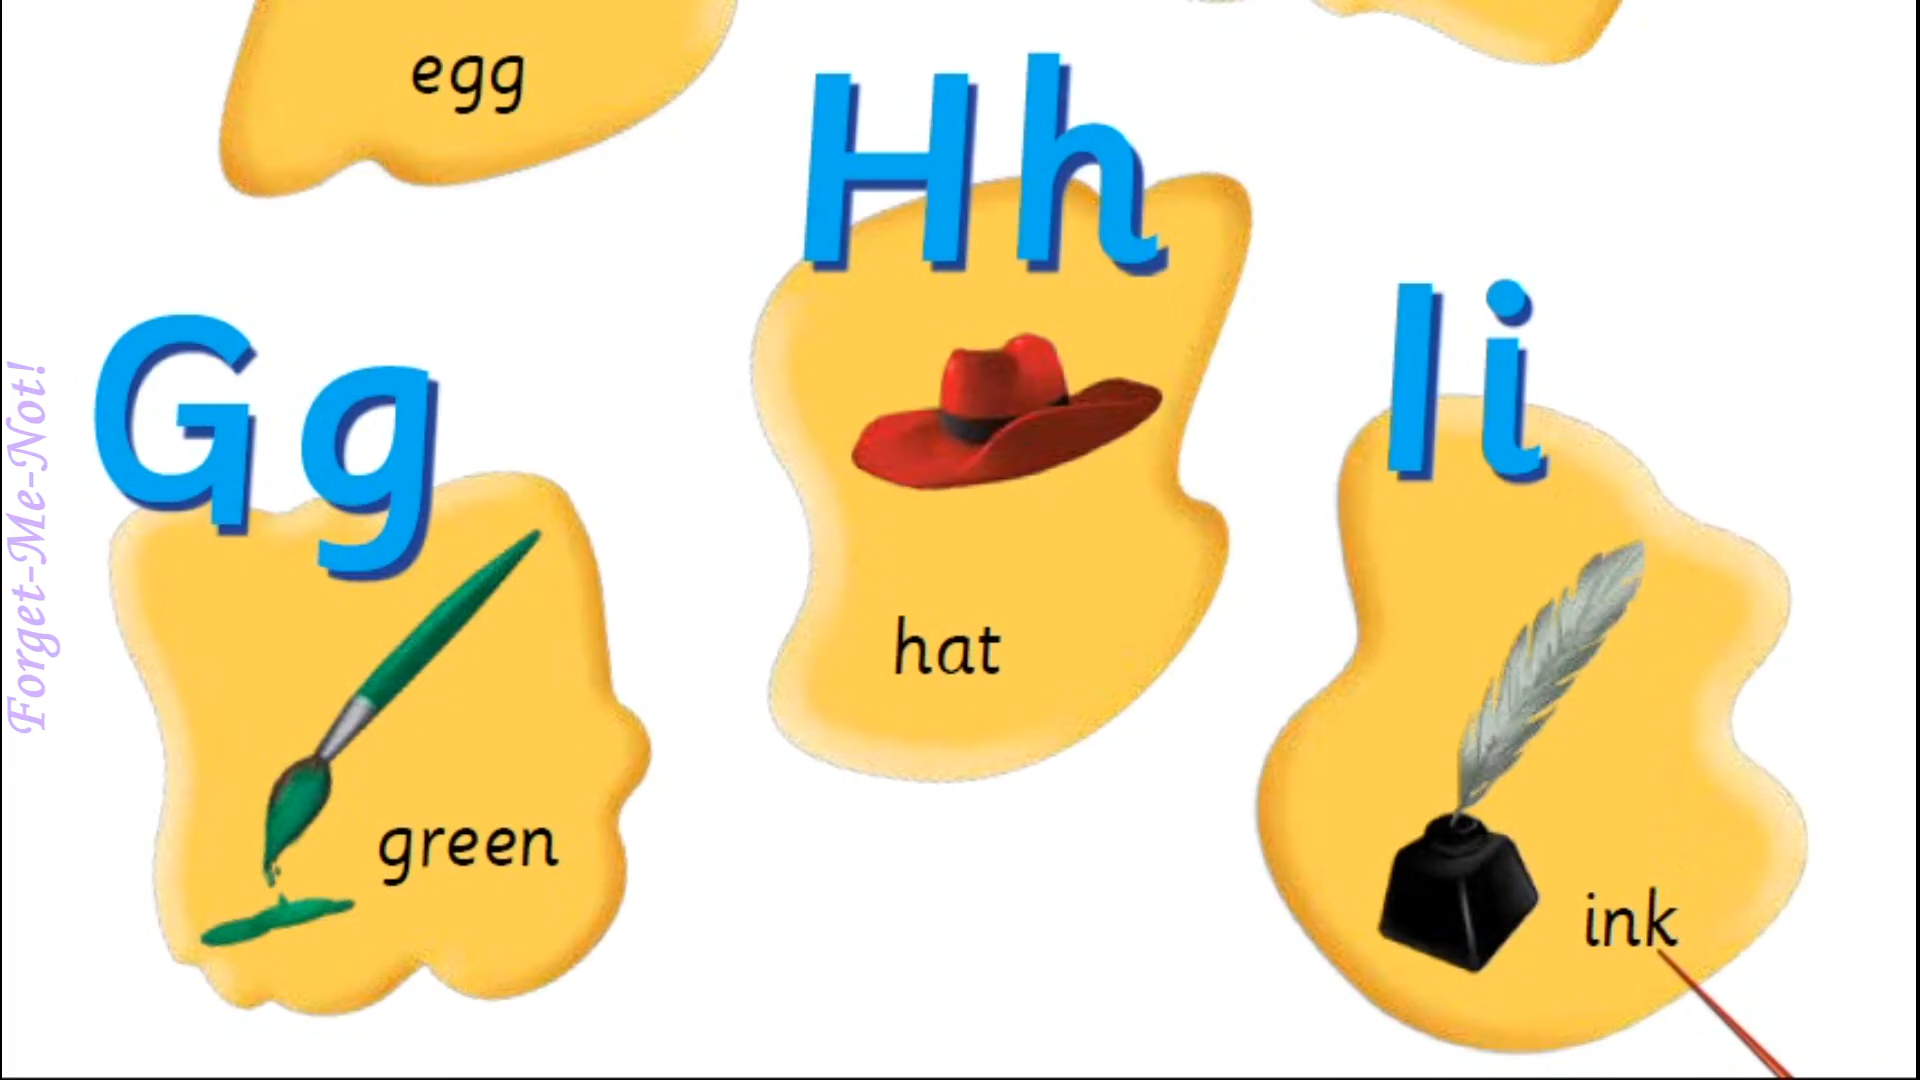 egg
Hh
Gg
Ii
hat
green
ink
Forget-Me-Not!